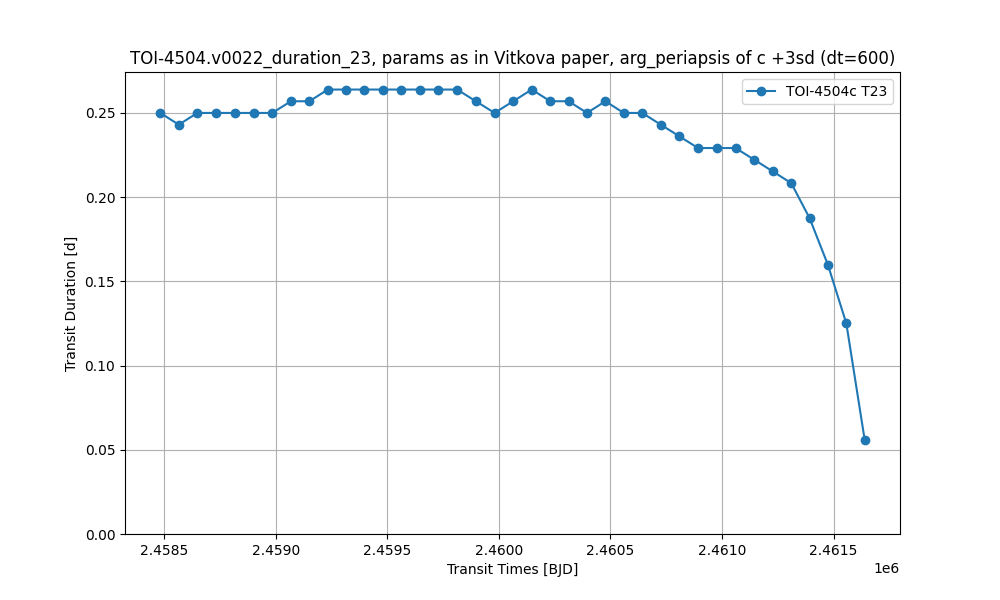 TOI-4504.v0022_duration_23, params as in Vitkova paper, arg_periapsis of c +3sd (dt=600)
TOI-4504c T23
Transit Duration [d]
0.25
0.20
0.15
0.10
0.05
0.00
2.4585 2.4590 2.4595 2.4600 2.4605 2.4610 2.4615
1e6
Transit Times [BJD]